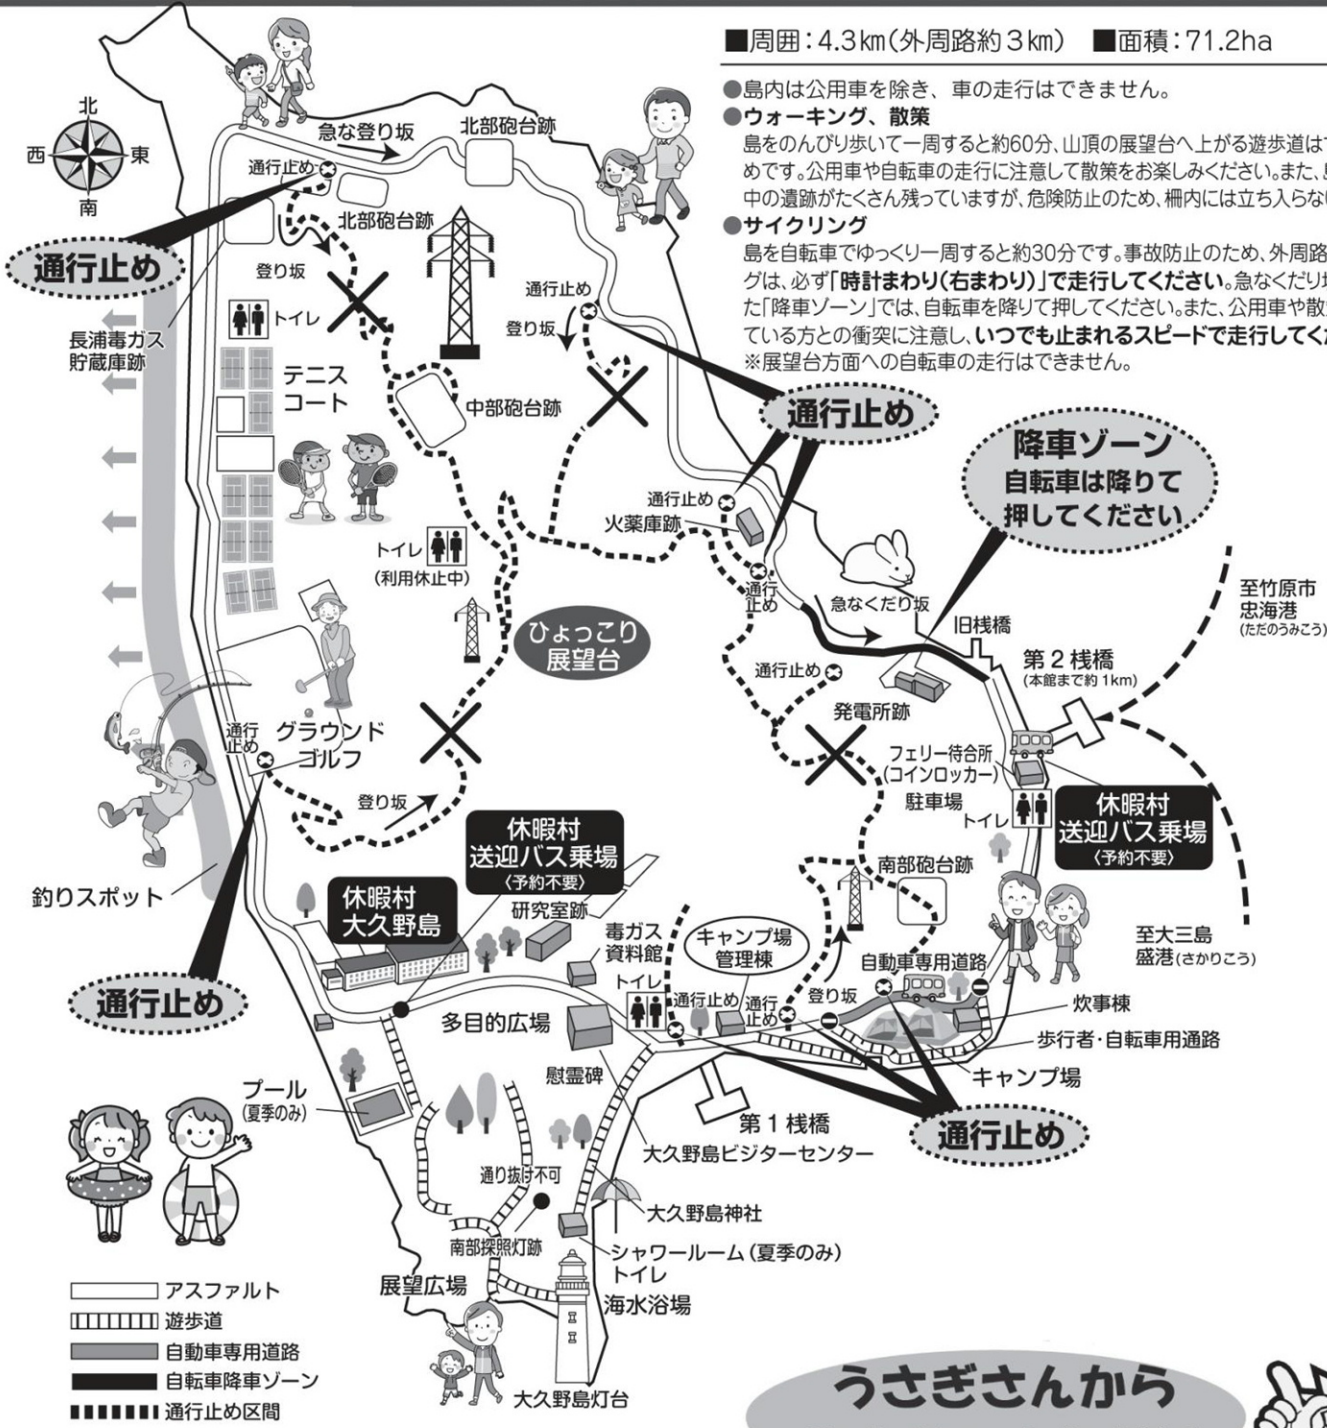 ■周囲：4.3km（外周路約3km）　■面積：71.2ha
●島内は公用車を除き、車の走行はできません。
●ウォーキング、散策
島をのんびり歩いて一周すると約60分、山頂の展望台へ上がる遊歩道は
めです。公用車や自転車の走行に注意して散策をお楽しみください。また、
中の遺跡がたくさん残っていますが、危険防止のため、柵内には立ち入らな
●サイクリング
島を自転車でゆっくり一周すると約30分です。事故防止のため、外周路
グは、必ず「時計まわり（右まわり）」で走行してください。急なくだり
た「降車ゾーン」では、自転車を降りて押してください。また、公用車や散
ている方との衝突に注意し、いつでも止まれるスピードで走行してく
※展望台方面への自転車の走行はできません。
北
西
東
南
急な登り坂
北部砲台跡
通行止め
北部砲台跡
通行止め
登り坂
トイレ
長浦毒ガス
貯蔵庫跡
テニス
コート
中部砲台跡
通行止め
登り坂
通行止め
降車ゾーン
自転車は降りて
押してください
通行止め
火薬庫跡
通行
止め
急なくだり坂
旧桟橋
至竹原市
忠海港
(ただのうみこう)
第2桟橋
(本館まで約1km)
トイレ
(利用休止中)
ひょっこり
展望台
通行止め
発電所跡
フェリー待合所
(コインロッカー)
駐車場
トイレ
休暇村
送迎バス乗場
〈予約不要〉
通行
止め
グラウンド
ゴルフ
登り坂
釣りスポット
通行止め
休暇村
送迎バス乗場
〈予約不要〉
休暇村
大久野島
研究室跡
毒ガス
資料館
トイレ
キャンプ場
管理棟
南部砲台跡
至大三島
盛港(さかりこう)
自動車専用道路
登り坂
通行止め
通行
止め
炊事棟
歩行者・自転車用通路
キャンプ場
通行止め
多目的広場
慰霊碑
第1桟橋
大久野島ビジターセンター
プール
(夏季のみ)
通り抜け不可
大久野島神社
南部探照灯跡
シャワールーム(夏季のみ)
トイレ
展望広場
海水浴場
大久野島灯台
アスファルト
遊歩道
自動車専用道路
自転車降車ゾーン
通行止め区間
うさぎさんから